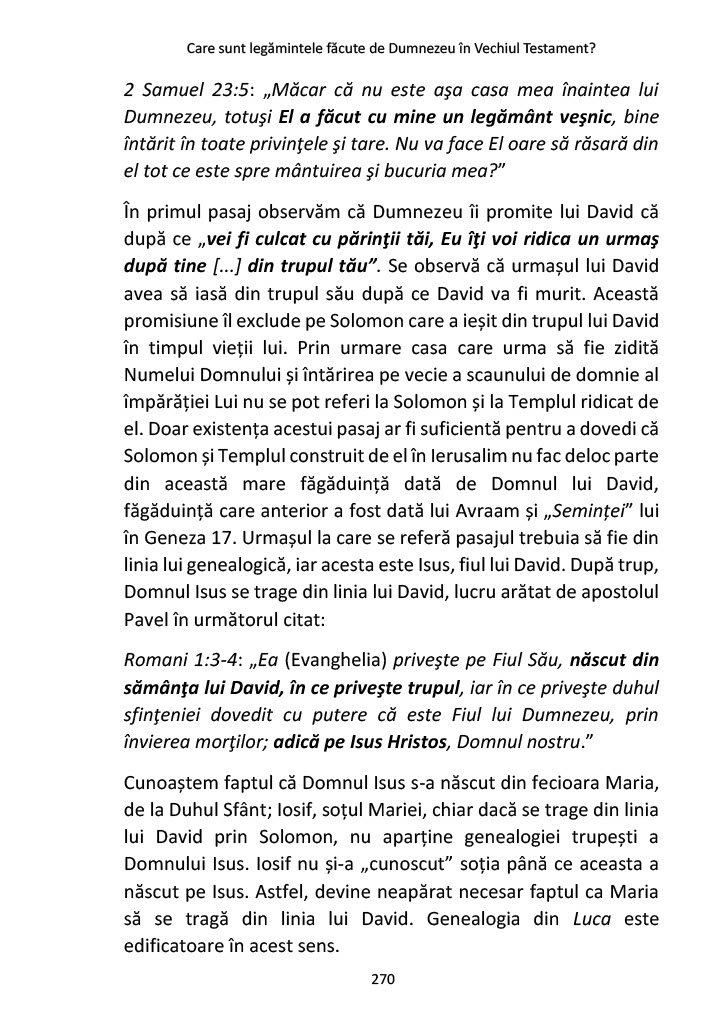 Care sunt legămintele făcute de Dumnezeu în Vechiul Testament?
2 Samuel 23:5: „Măcar că nu este aşa casa mea înaintea lui
Dumnezeu, totuşi El a făcut cu mine un legământ veşnic, bine
întărit în toate privinţele şi tare. Nu va face El oare să răsară din
el tot ce este spre mântuirea şi bucuria mea?”
În primul pasaj observăm că Dumnezeu îi promite lui David că
după ce „vei fi culcat cu părinţii tăi, Eu îţi voi ridica un urmaş
după tine [...] din trupul tău”. Se observă că urmașul lui David
avea să iasă din trupul său după ce David va fi murit. Această
promisiune îl exclude pe Solomon care a ieșit din trupul lui David
în timpul vieții lui. Prin urmare casa care urma să fie zidită
Numelui Domnului și întărirea pe vecie a scaunului de domnie al
împărăției Lui nu se pot referi la Solomon și la Templul ridicat de
el. Doar existența acestui pasaj ar fi suficientă pentru a dovedi că
Solomon și Templul construit de el în Ierusalim nu fac deloc parte
din această mare făgăduință dată de Domnul lui David,
făgăduință care anterior a fost dată lui Avraam și „Seminței” lui
în Geneza 17. Urmașul la care se referă pasajul trebuia să fie din
linia lui genealogică, iar acesta este Isus, fiul lui David. După trup,
Domnul Isus se trage din linia lui David, lucru arătat de apostolul
Pavel în următorul citat:
Romani 1:3-4: „Ea (Evanghelia) priveşte pe Fiul Său, născut din
sămânţa lui David, în ce priveşte trupul, iar în ce priveşte duhul
sfinţeniei dovedit cu putere că este Fiul lui Dumnezeu, prin
învierea morţilor; adică pe Isus Hristos, Domnul nostru.”
Cunoaștem faptul că Domnul Isus s-a născut din fecioara Maria,
de la Duhul Sfânt; Iosif, soțul Mariei, chiar dacă se trage din linia
lui David prin Solomon, nu aparține genealogiei trupești a
Domnului Isus. Iosif nu și-a „cunoscut” soția până ce aceasta a
născut pe Isus. Astfel, devine neapărat necesar faptul ca Maria
să se tragă din linia lui David. Genealogia din Luca este
edificatoare în acest sens.
270